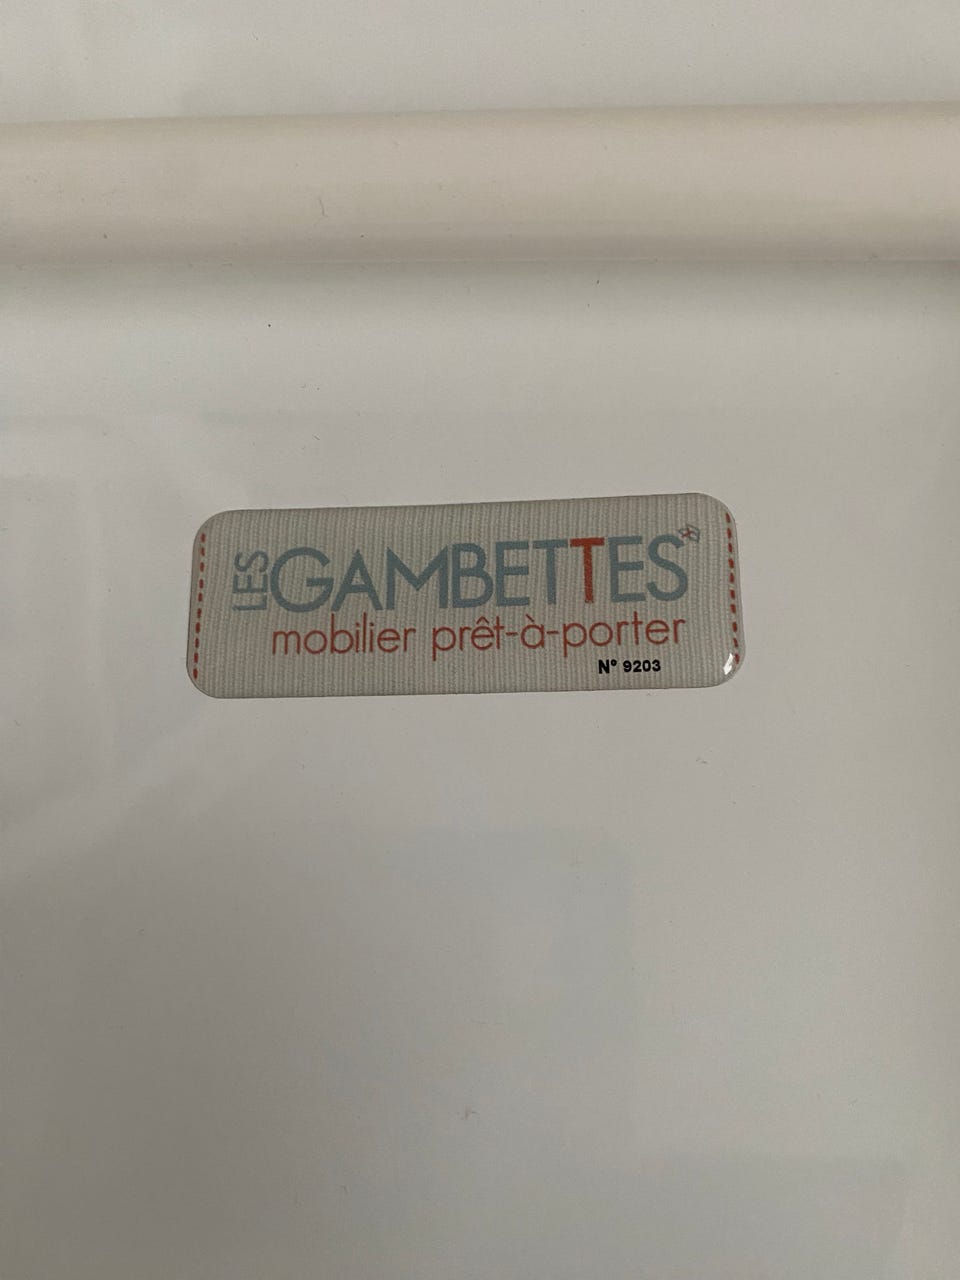 LES GAMBETTES
mobilier prêt-à-porter
N° 9203